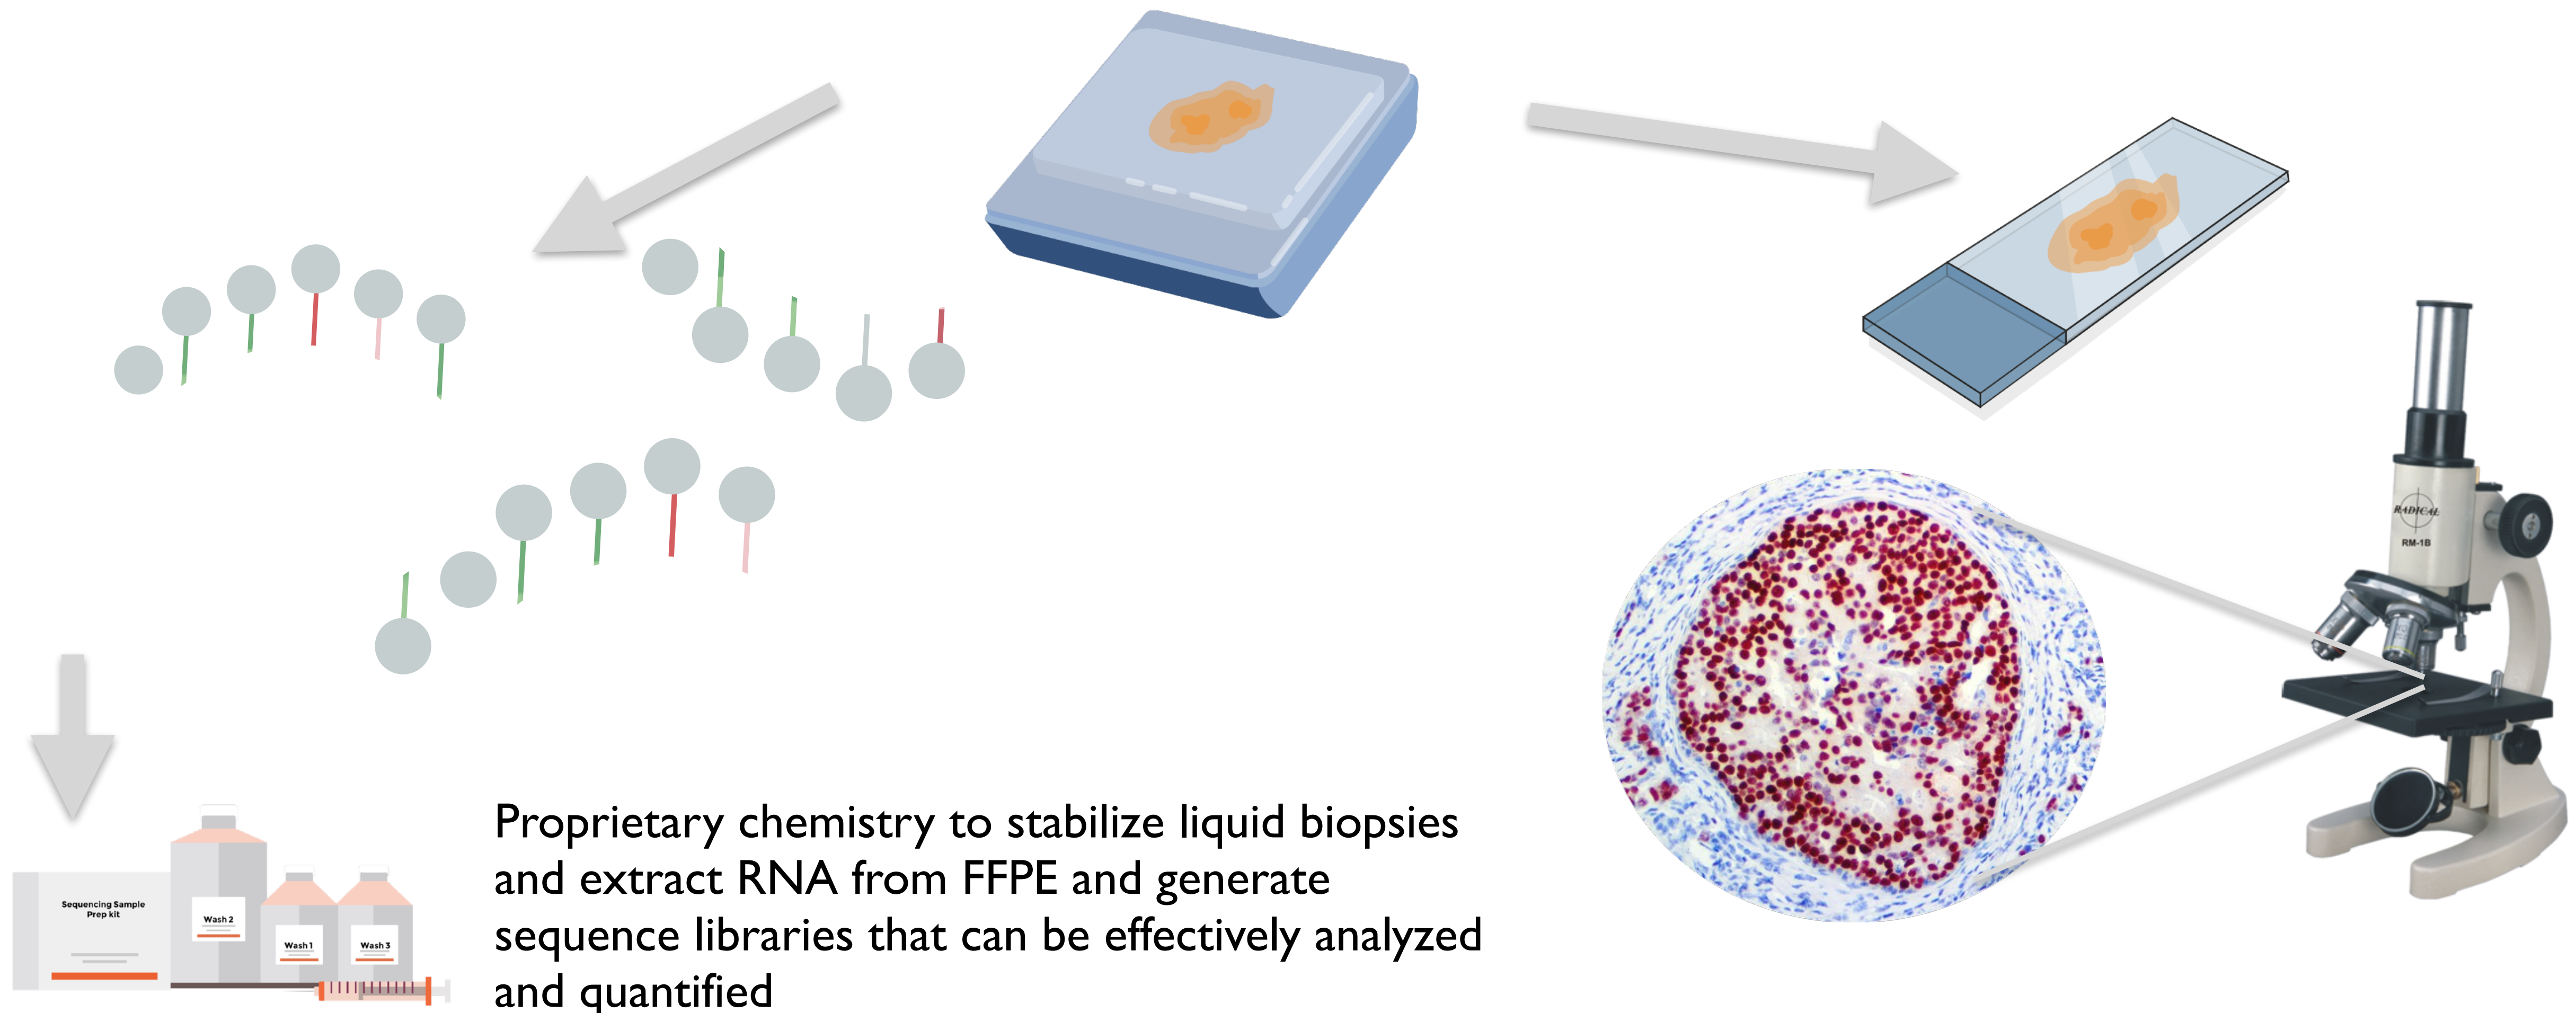 RADICAL
RM-1B
Proprietary chemistry to stabilize liquid biopsies
and extract RNA from FFPE and generate
sequence libraries that can be effectively analyzed
and quantified
Sequencing Sample
Prep kit
Wash 2
Wash 1
Wash 3